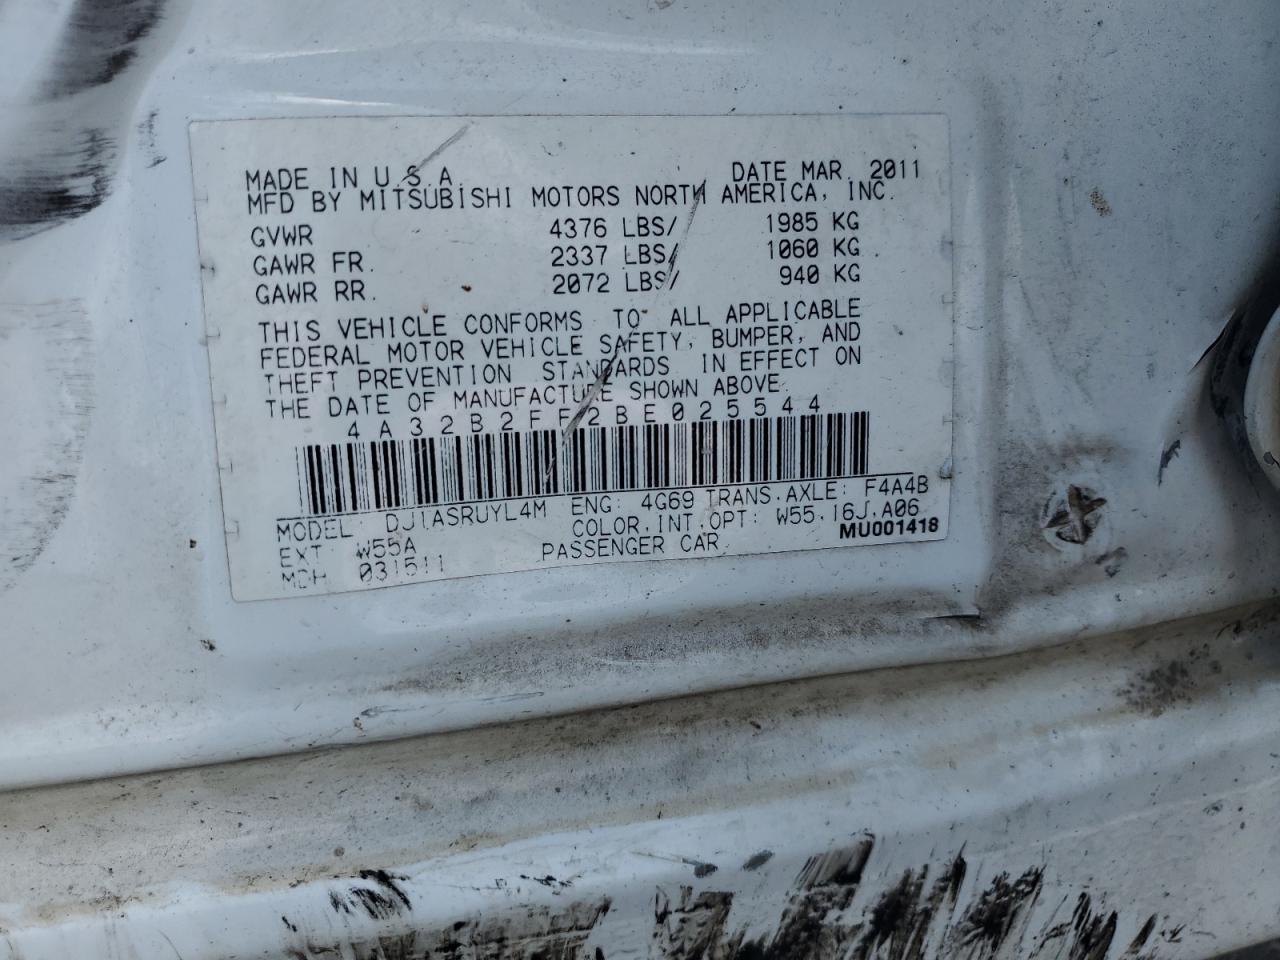 MADE IN U.S.A. DATE MAR. 2011
MFD BY MITSUBISHI MOTORS NORTH AMERICA, INC.
GVWR 4376 LBS/ 1985 KG
GAWR FR. 2337 LBS/ 1060 KG
GAWR RR. 2072 LBS/ 940 KG
THIS VEHICLE CONFORMS TO ALL APPLICABLE
FEDERAL MOTOR VEHICLE SAFETY, BUMPER, AND
THEFT PREVENTION STANDARDS IN EFFECT ON
THE DATE OF MANUFACTURE SHOWN ABOVE.
4A32B2FF2BE025544
MODEL: DJ1ASRUYL4M ENG: 4G69 TRANS.AXLE: F4A4B
EXT: W55A COLOR.INT.OPT: W55.16J.A06
031511 PASSENGER CAR MU001418